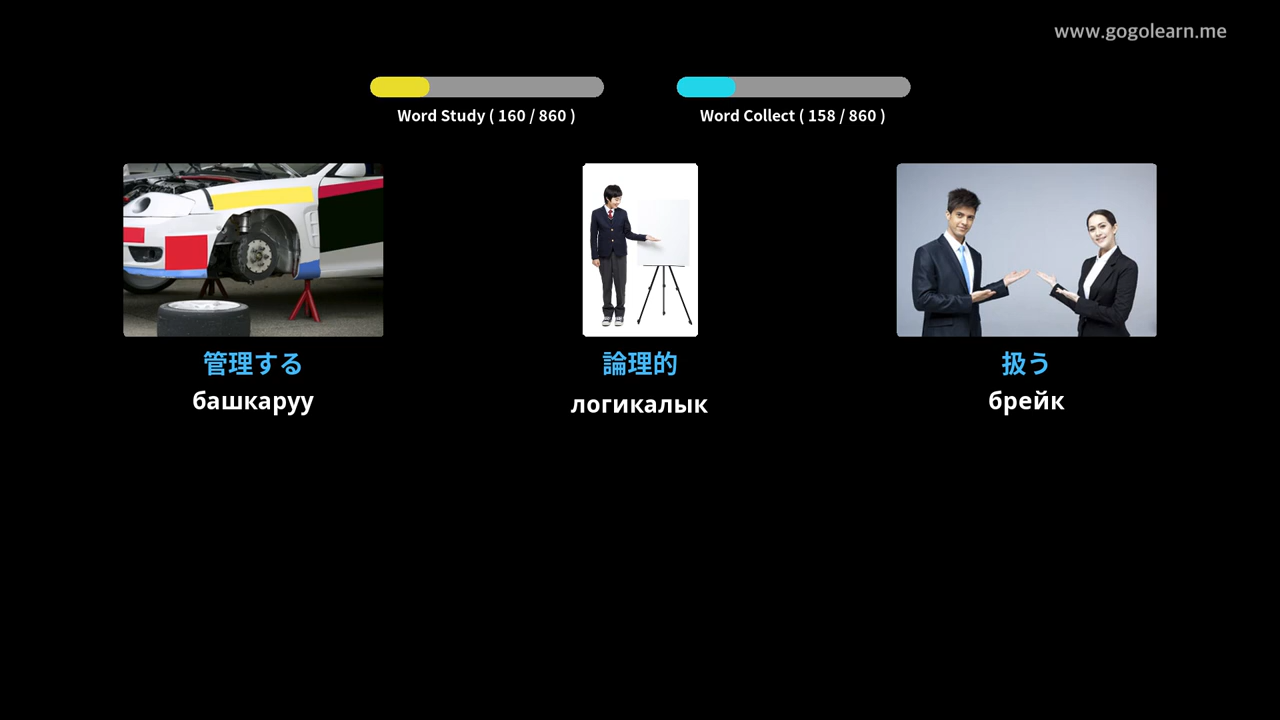 www.gogolearn.me
Word Study ( 160 / 860 )
Word Collect ( 158 / 860 )
管理する
башкаруу
論理的
логикалык
扱う
брейк